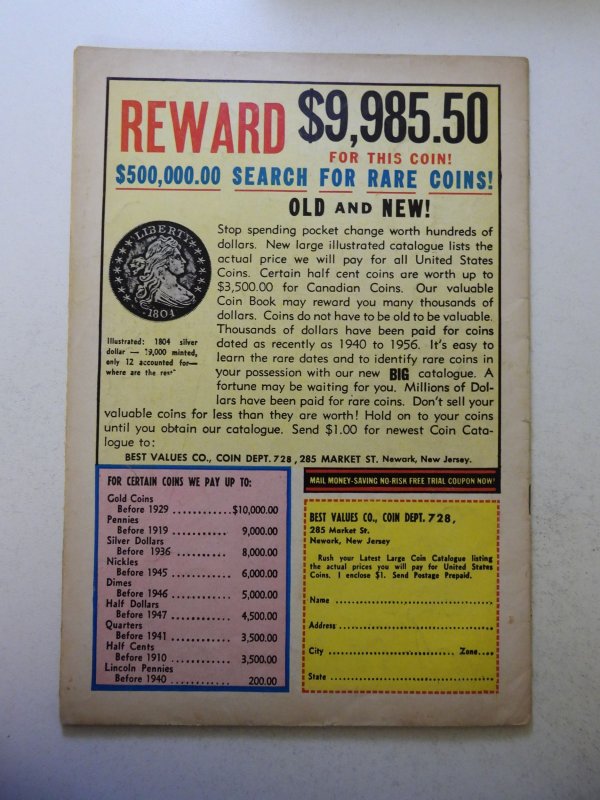 REWARD $9,985.50
FOR THIS COIN!
$500,000.00 SEARCH FOR RARE COINS!
OLD AND NEW!
LIBERTY
1804
Illustrated: 1804 silver
dollar — 19,000 minted,
only 12 accounted for—
where are the rest"
Stop spending pocket change worth hundreds of
dollars. New large illustrated catalogue lists the
actual price we will pay for all United States
Coins. Certain half cent coins are worth up to
$3,500.00 for Canadian Coins. Our valuable
Coin Book may reward you many thousands of
dollars. Coins do not have to be old to be valuable.
Thousands of dollars have been paid for coins
dated as recently as 1940 to 1956. It's easy to
learn the rare dates and to identify rare coins in
your possession with our new BIG catalogue. A
fortune may be waiting for you. Millions of Dol-
lars have been paid for rare coins. Don't sell your
valuable coins for less than they are worth! Hold on to your coins
until you obtain our catalogue. Send $1.00 for newest Coin Cata-
logue to:
BEST VALUES CO., COIN DEPT. 728, 285 MARKET ST. Newark, New Jersey.
FOR CERTAIN COINS WE PAY UP TO:
Gold Coins
Before 1929 .............$10,000.00
Pennies
Before 1919 ............ 9,000.00
Silver Dollars
Before 1936 ............ 8,000.00
Nickles
Before 1945 ............. 6,000.00
Dimes
Before 1946 ............. 5,000.00
Half Dollars
Before 1947 ............. 4,500.00
Quarters
Before 1941 ............. 3,500.00
Half Cents
Before 1910 ............. 3,500.00
Lincoln Pennies
Before 1940 ............. 200.00
MAIL MONEY-SAVING NO-RISK FREE TRIAL COUPON NOW!
BEST VALUES CO., COIN DEPT. 728,
285 Market St.
Newark, New Jersey
Rush your Latest Large Coin Catalogue listing
the actual prices you will pay for United States
Coins. I enclose $1. Send Postage Prepaid.
Name ................................................
Address .............................................
City ........................................ Zone....
State ................................................